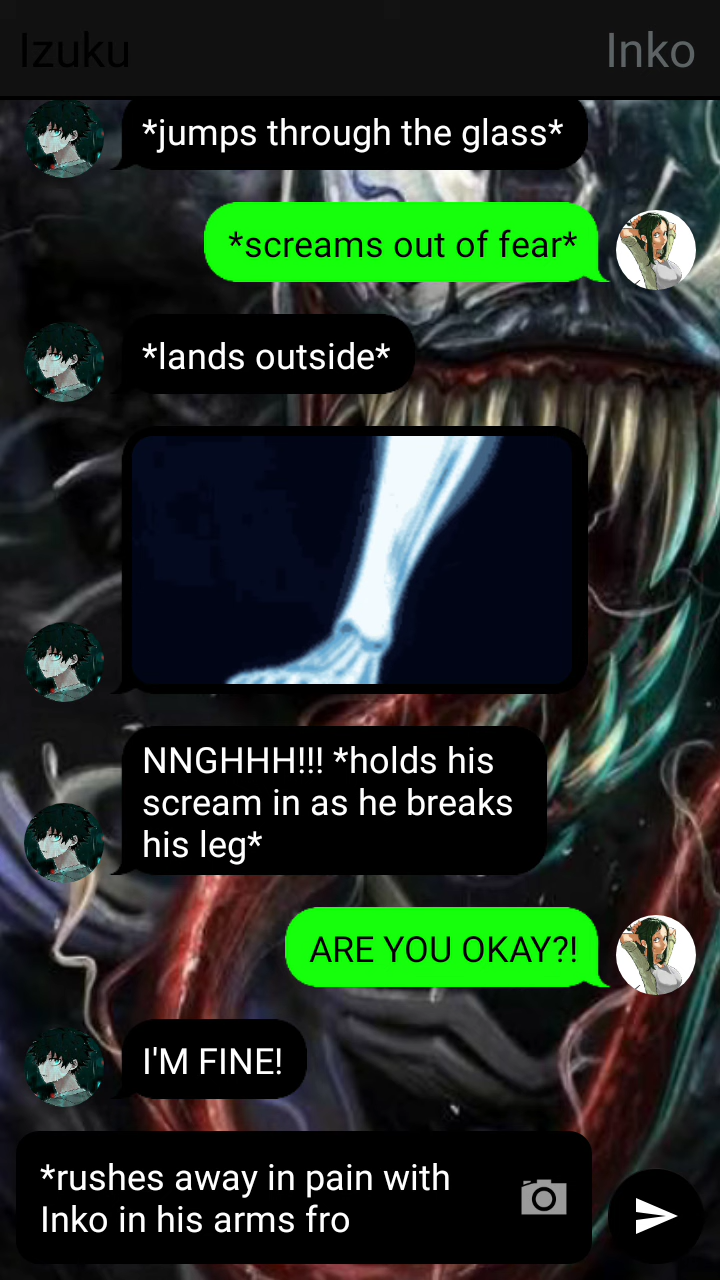 Izuku
Inko
*jumps through the glass*
*screams out of fear*
*lands outside*
NNGHHH!!! *holds his
scream in as he breaks
his leg*
ARE YOU OKAY?!
I'M FINE!
*rushes away in pain with
Inko in his arms fro